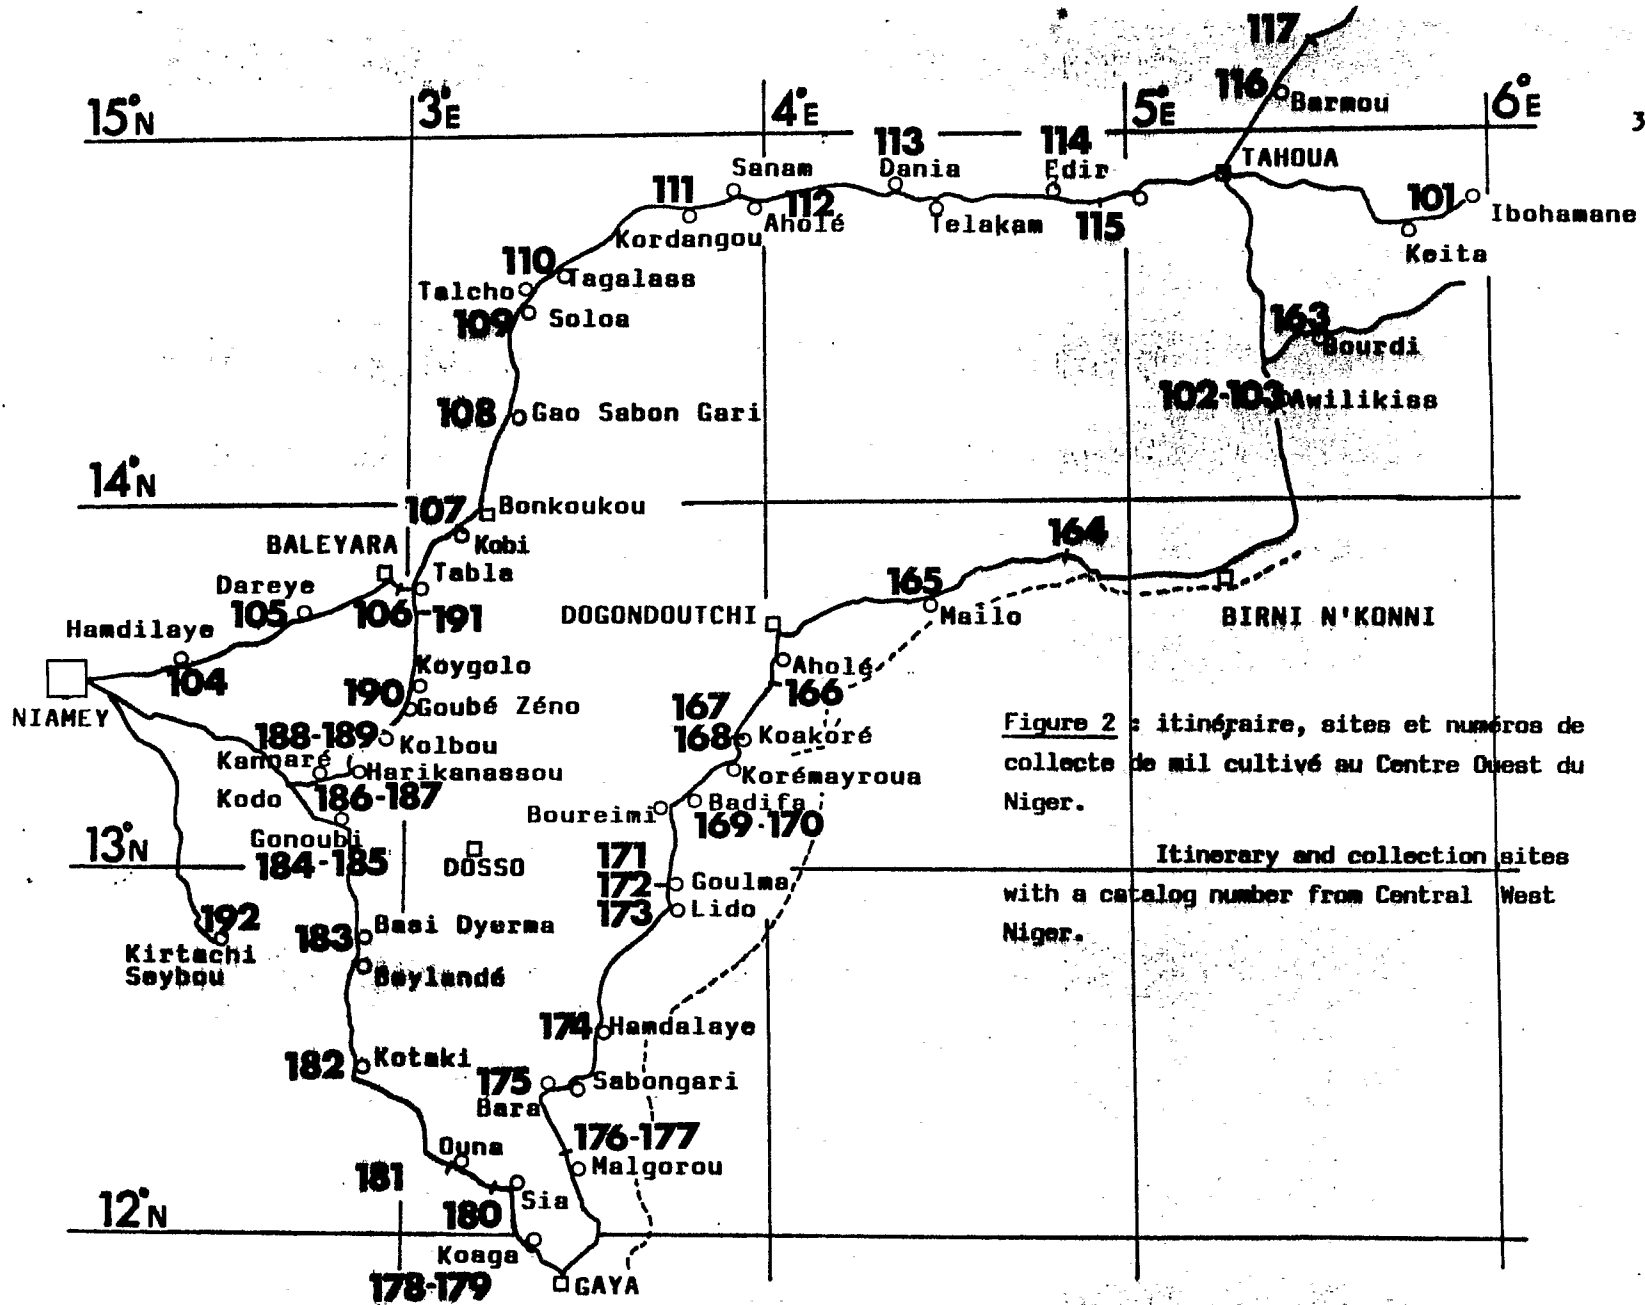 117
116
Barmou
15°N
3°E
4°E
5°E
6°E
3
113
114
TAHOUA
Sanam
Dania
Edir
111
112
101
Aholé
Telakam
115
Ibohamane
Kordangou
Keita
110
Tagalass
Talcho
109
Soloa
163
Bourdi
102-103
Awilikiss
108
Gao Sabon Gari
14°N
107
Bonkoukou
Kobi
164
BALEYARA
Tabla
Dareye
105
106
191
165
Mailo
DOGONDOUTCHI
BIRNI N'KONNI
Hamdilaye
104
Koygolo
Aholé
166
190
Goubé Zéno
NIAMEY
167
168
Koakoré
188-189
Kolbou
Kannaré
Harikanassou
Korémayroua
Kodo
186-187
Badifa
Boureimi
169-170
Gonoubi
184-185
13°N
DOSSO
171
172
Goulma
173
Lido
Figure 2 : itinéraire, sites et numéros de
collecte de mil cultivé au Centre Ouest du
Niger.
Itinerary and collection sites
with a catalog number from Central West
Niger.
192
Kirtachi
Seybou
183
Basi Dyerma
Beylandé
174
Hamdalaye
182
Kotaki
175
Sabongari
Bara
176-177
Ouna
Malgorou
181
Sia
180
12°N
Koaga
178-179
GAYA